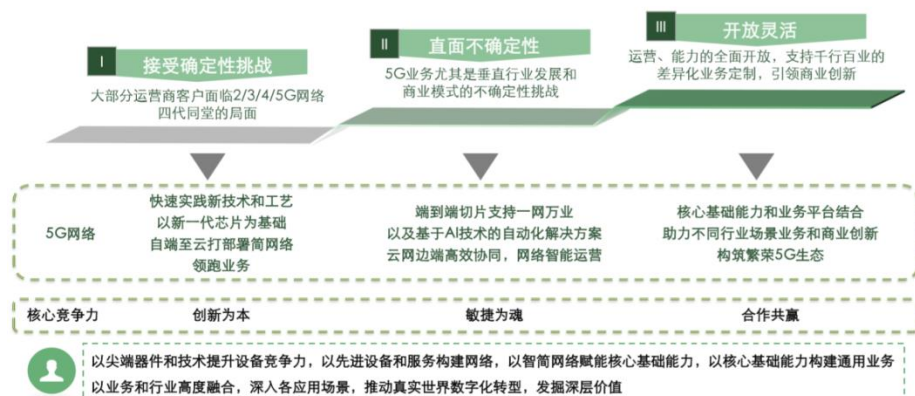 I
接受确定性挑战
大部分运营商客户面临2/3/4/5G网络
四代同堂的局面
II
直面不确定性
5G业务尤其是垂直行业发展和
商业模式的不确定性挑战
III
开放灵活
运营、能力的全面开放，支持千行百业的
差异化业务定制，引领商业创新
5G网络
快速实践新技术和工艺
以新一代芯片为基础
自端至云打部署简网络
领跑业务
端到端切片支持一网万业
以及基于AI技术的自动化解决方案
云网边端高效协同，网络智能运营
核心基础能力和业务平台结合
助力不同行业场景业务和商业创新
构筑繁荣5G生态
核心竞争力
创新为本
敏捷为魂
合作共赢
以尖端器件和技术提升设备竞争力，以先进设备和服务构建网络，以智简网络赋能核心基础能力，以核心基础能力构建通用业务
以业务和行业高度融合，深入各应用场景，推动真实世界数字化转型，发掘深层价值